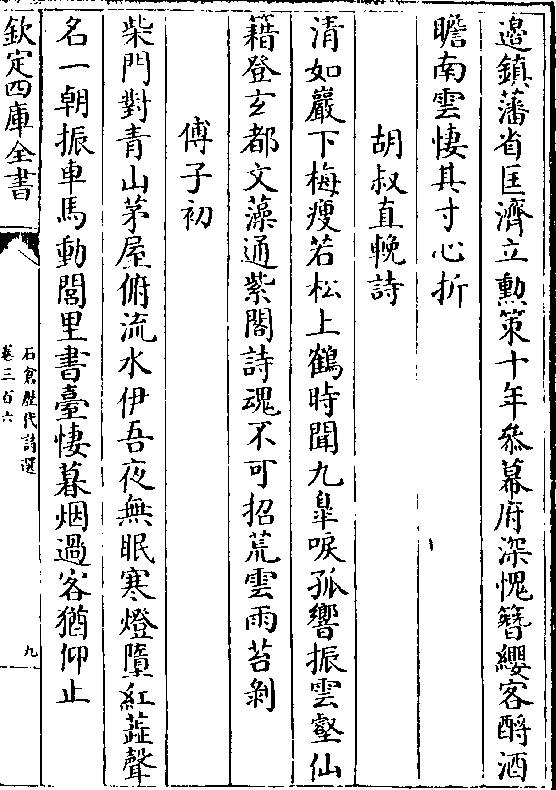 邉鎮藩省匡濟立勲策十年叅幕府深愧簪纓客酹酒
瞻南雲悽其寸心折
胡叔直輓詩
清如巖下梅瘦若松上鶴時聞九臯唳孤響振雲壑仙
籍登玄都文藻通紫閣詩魂不可招荒雲雨苔剝
傅子初
柴門對青山茅屋俯流水伊吾夜無眠寒燈墮紅蘂聲
名一朝振車馬動閭里書臺悽暮烟過客猶仰止
欽定四庫全書
石倉歴代詩選
卷三百六
九